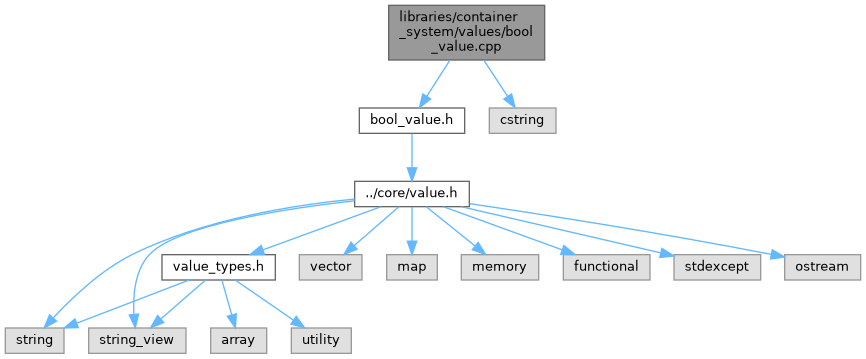 libraries/container
_system/values/bool
_value.cpp
bool_value.h
cstring
../core/value.h
value_types.h
vector
map
memory
functional
stdexcept
ostream
string
string_view
array
utility